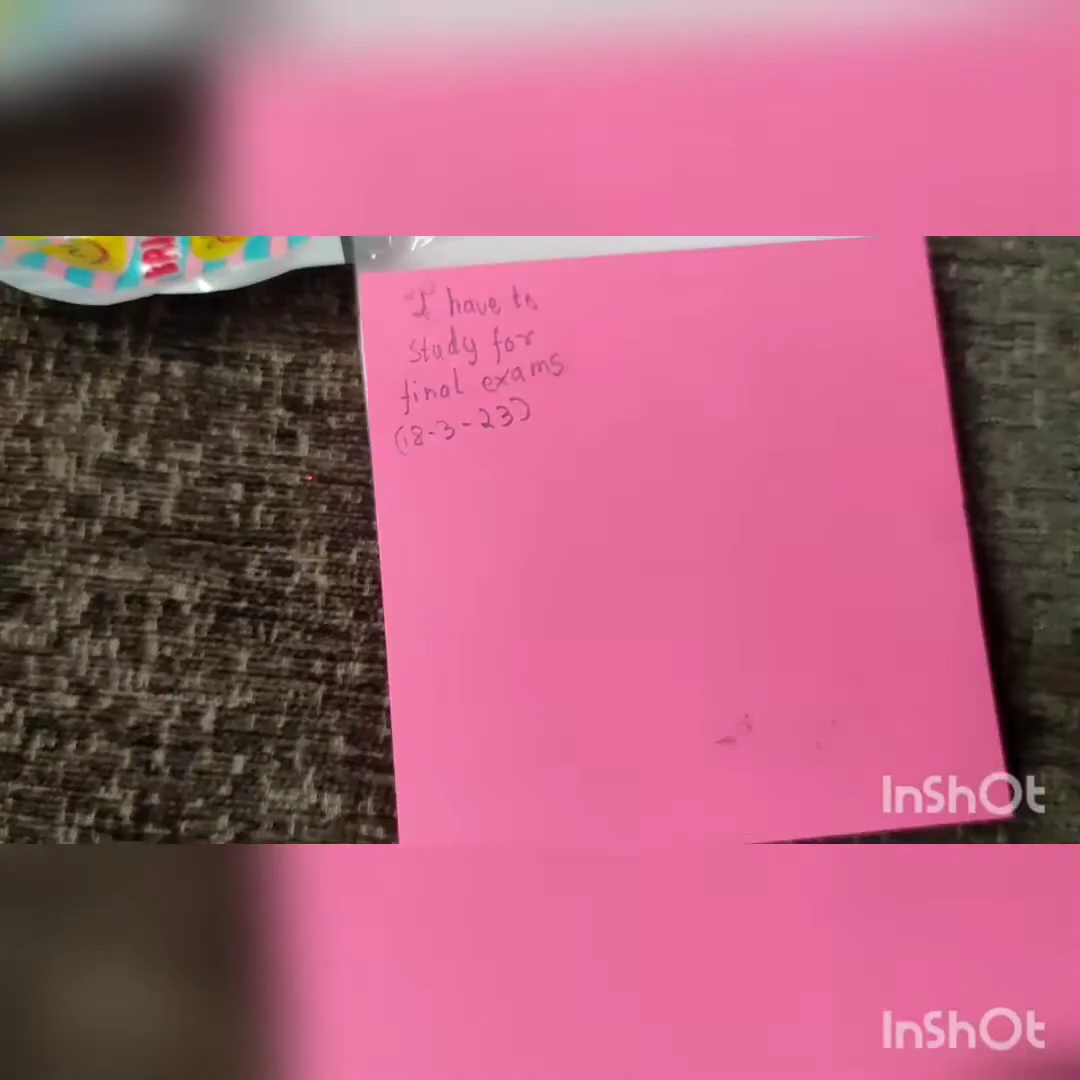 "I" have to
study for
final exams
(18-3-23)
InShOt
InShOt